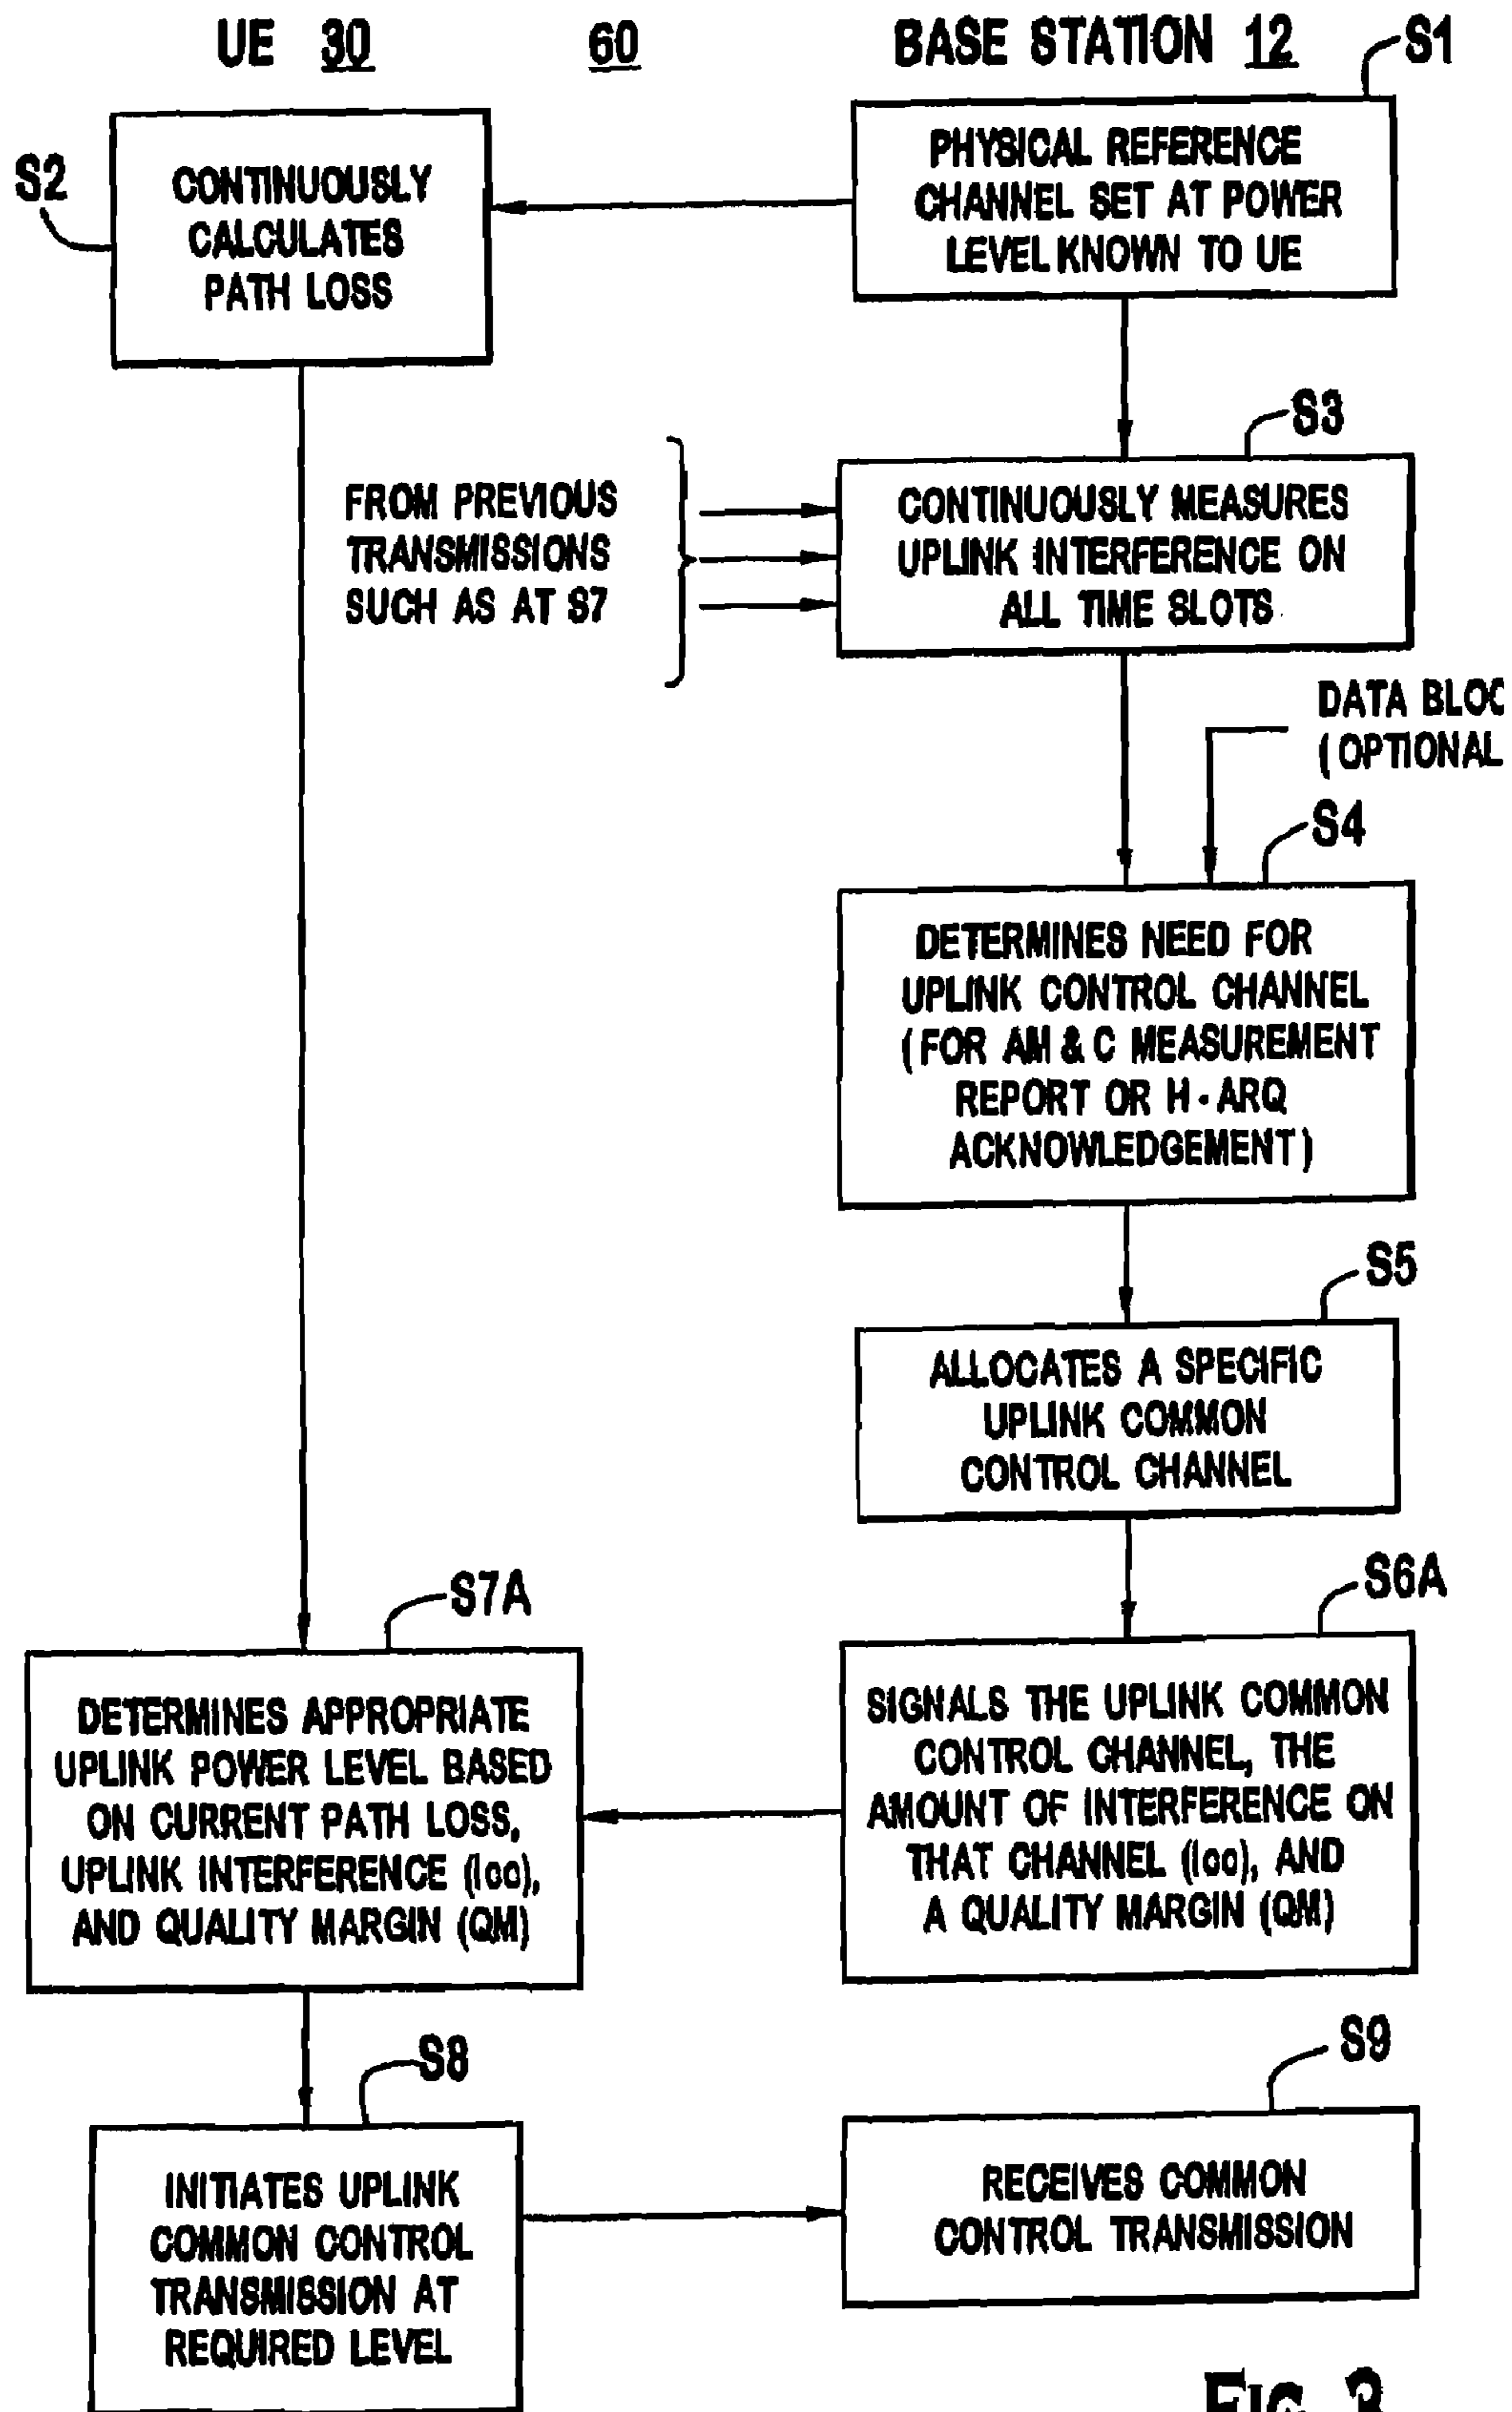 UE 30
60
BASE STATION 12
S1
PHYSICAL REFERENCE
CHANNEL SET AT POWER
LEVEL KNOWN TO UE
S2
CONTINUOUSLY
CALCULATES
PATH LOSS
S3
FROM PREVIOUS
TRANSMISSIONS
SUCH AS AT S7
CONTINUOUSLY MEASURES
UPLINK INTERFERENCE ON
ALL TIME SLOTS
DATA BLOC
(OPTIONAL
S4
DETERMINES NEED FOR
UPLINK CONTROL CHANNEL
(FOR AM & C MEASUREMENT
REPORT OR H-ARQ
ACKNOWLEDGEMENT)
S5
ALLOCATES A SPECIFIC
UPLINK COMMON
CONTROL CHANNEL
S6A
SIGNALS THE UPLINK COMMON
CONTROL CHANNEL, THE
AMOUNT OF INTERFERENCE ON
THAT CHANNEL (Icc), AND
A QUALITY MARGIN (QM)
S7A
DETERMINES APPROPRIATE
UPLINK POWER LEVEL BASED
ON CURRENT PATH LOSS,
UPLINK INTERFERENCE (Icc),
AND QUALITY MARGIN (QM)
S8
INITIATES UPLINK
COMMON CONTROL
TRANSMISSION AT
REQUIRED LEVEL
S9
RECEIVES COMMON
CONTROL TRANSMISSION